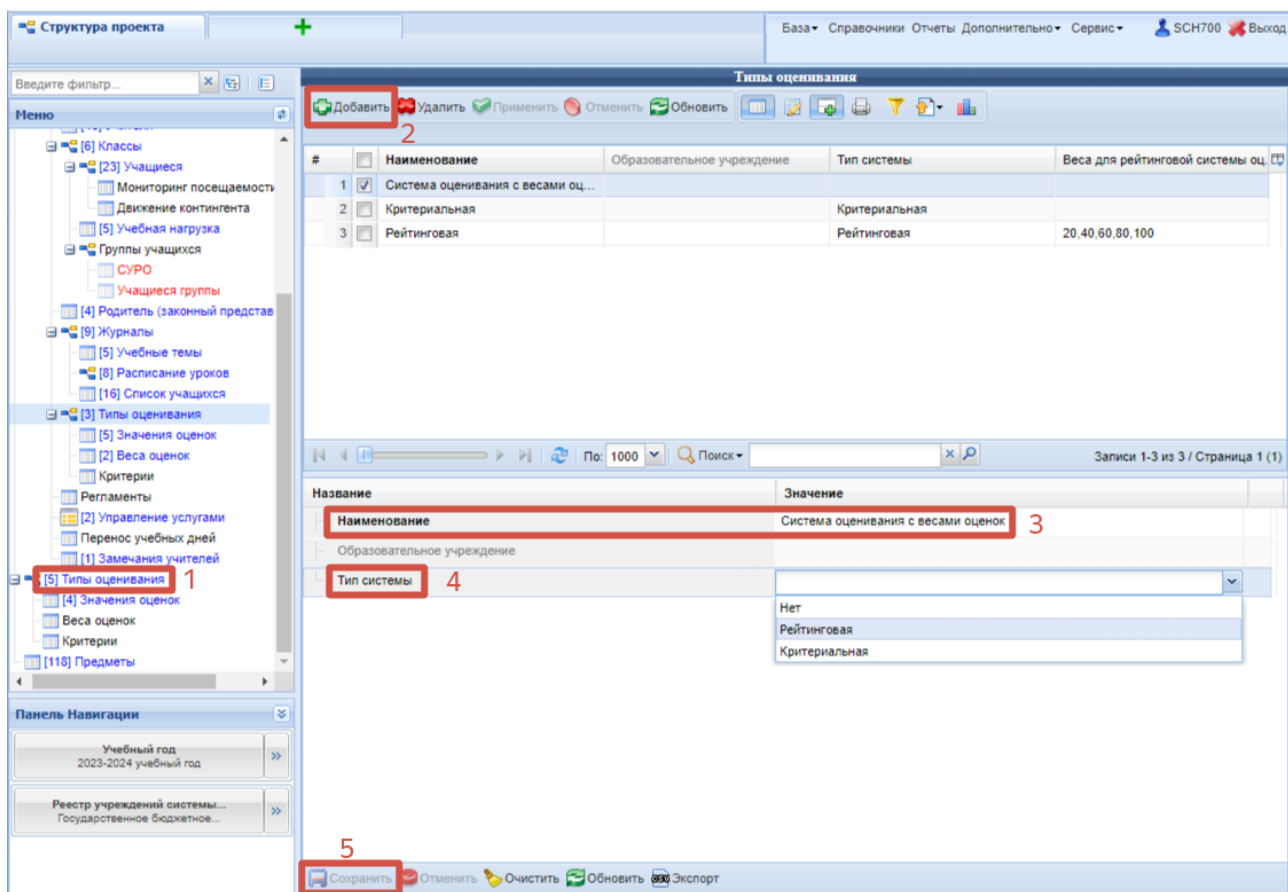 Структура проекта
База Справочники Отчеты Дополнительно Сервис SCH700 Выход
Введите фильтр...
Типы оценивания
Меню
Добавить Удалить Применить Отменить Обновить
2
[6] Классы
[23] Учащиеся
Мониторинг посещаемости
Движение контингента
[5] Учебная нагрузка
Группы учащихся
СУРО
Учащиеся группы
[4] Родитель (законный представ
[9] Журналы
[5] Учебные темы
[8] Расписание уроков
[16] Список учащихся
[3] Типы оценивания
[5] Значения оценок
[2] Веса оценок
Критерии
Регламенты
[2] Управление услугами
Перенос учебных дней
[1] Замечания учителей
[5] Типы оценивания 1
[4] Значения оценок
Веса оценок
Критерии
[118] Предметы
# Наименование Образовательное учреждение Тип системы Веса для рейтинговой системы оц.
1 Система оценивания с весами оц...
2 Критериальная Критериальная
3 Рейтинговая Рейтинговая 20,40,60,80,100
По: 1000 Поиск Записи 1-3 из 3 / Страница 1 (1)
Название Значение
Наименование Система оценивания с весами оценок 3
Образовательное учреждение
Тип системы 4
Нет
Рейтинговая
Критериальная
Панель Навигации
Учебный год
2023-2024 учебный год
Реестр учреждений системы...
Государственное бюджетное...
5
Сохранить Отменить Очистить Обновить Экспорт